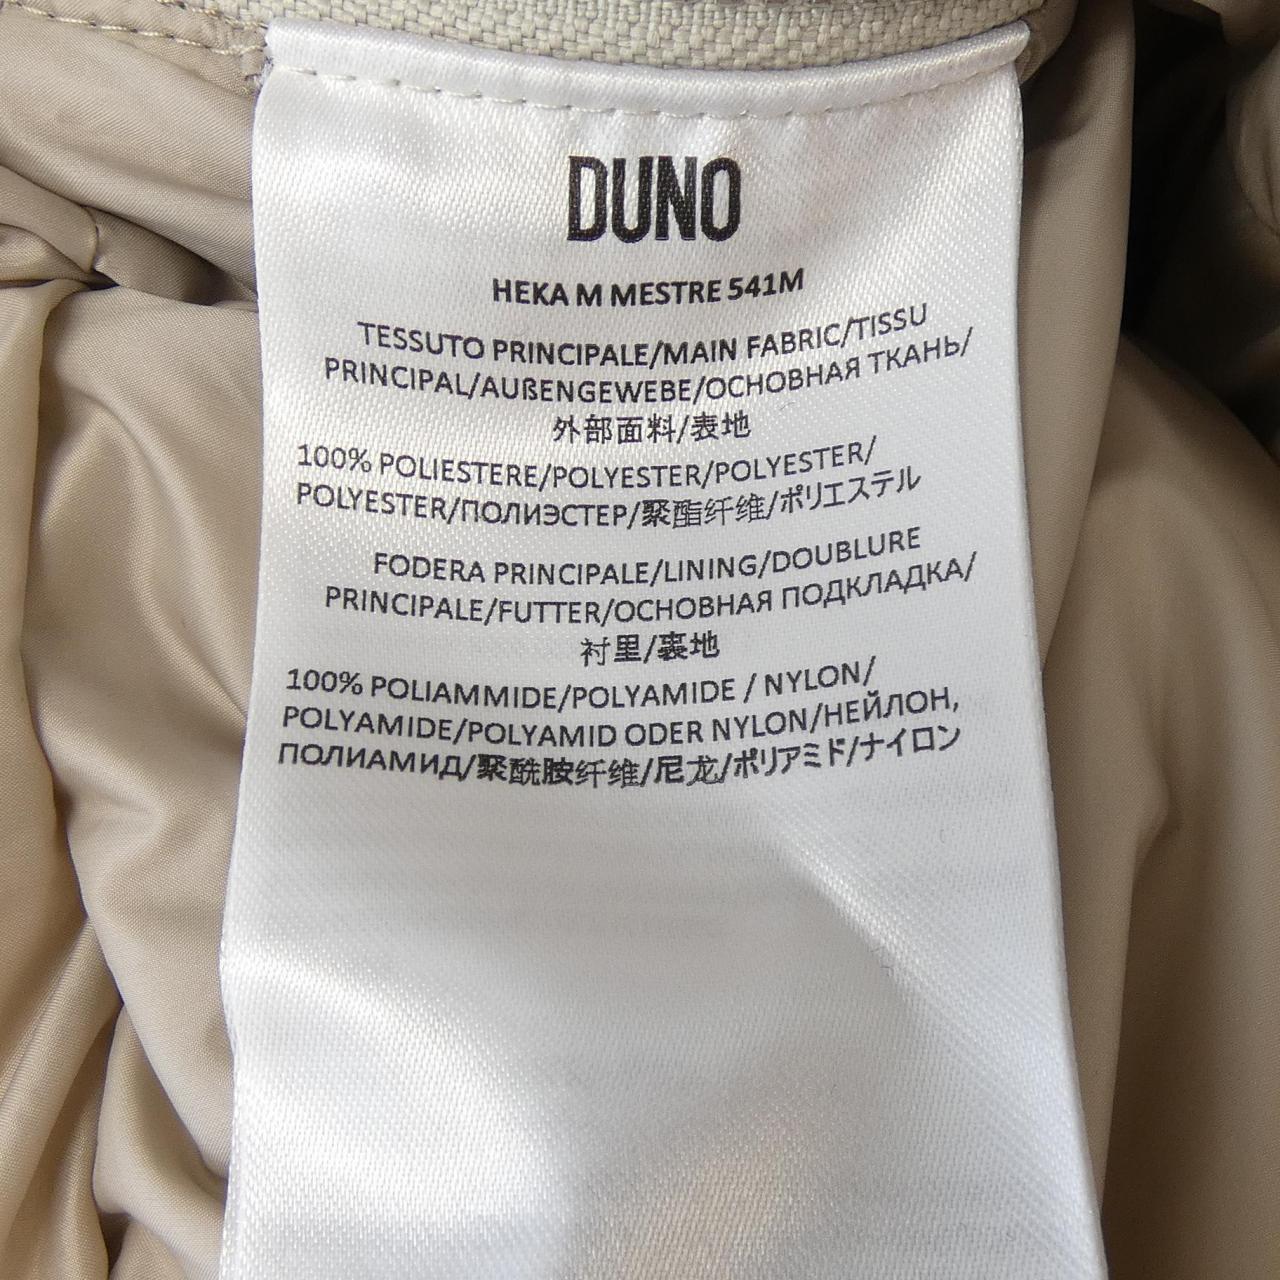 DUNO
HEKA M MESTRE 541M
TESSUTO PRINCIPALE/MAIN FABRIC/TISSU
PRINCIPAL/AUßENGEWEBE/ОСНОВНАЯ ТКАНЬ/
外部面料/表地
100% POLIESTERE/POLYESTER/POLYESTER/
POLYESTER/ПОЛИЭСТЕР/聚酯纤维/ポリエステル
FODERA PRINCIPALE/LINING/DOUBLURE
PRINCIPALE/FUTTER/ОСНОВНАЯ ПОДКЛАДКА/
衬里/裏地
100% POLIAMMIDE/POLYAMIDE / NYLON/
POLYAMIDE/POLYAMID ODER NYLON/НЕЙЛОН,
ПОЛИАМИД/聚酰胺纤维/尼龙/ポリアミド/ナイロン